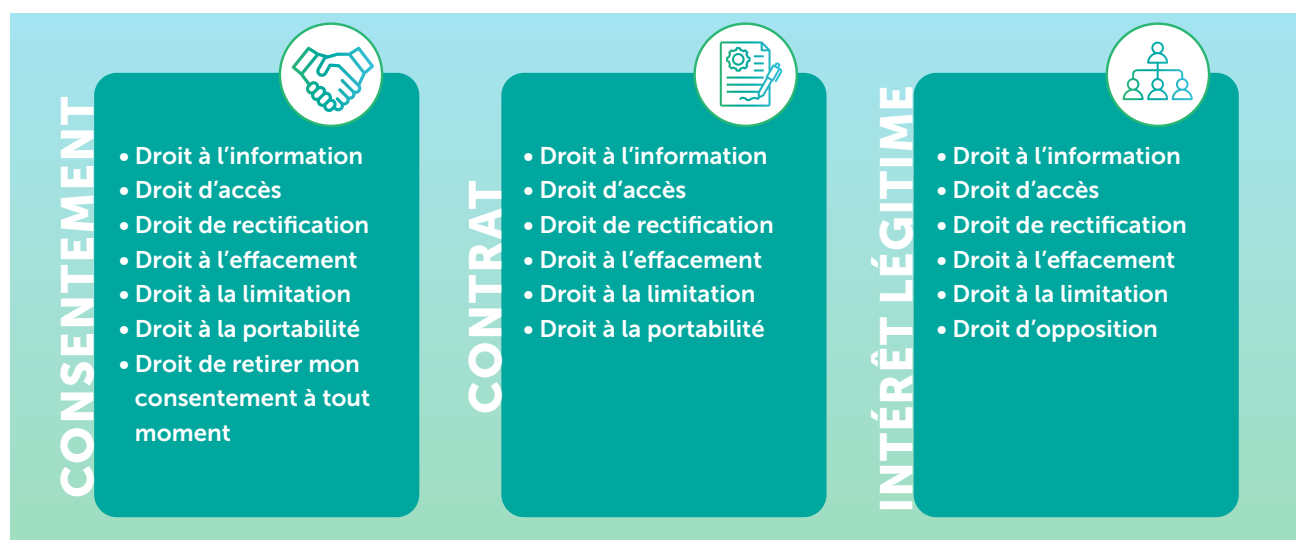 CONSENTEMENT
• Droit à l'information
• Droit d'accès
• Droit de rectification
• Droit à l'effacement
• Droit à la limitation
• Droit à la portabilité
• Droit de retirer mon
consentement à tout
moment
CONTRAT
• Droit à l'information
• Droit d'accès
• Droit de rectification
• Droit à l'effacement
• Droit à la limitation
• Droit à la portabilité
INTÉRÊT LÉGITIME
• Droit à l'information
• Droit d'accès
• Droit de rectification
• Droit à l'effacement
• Droit à la limitation
• Droit d'opposition